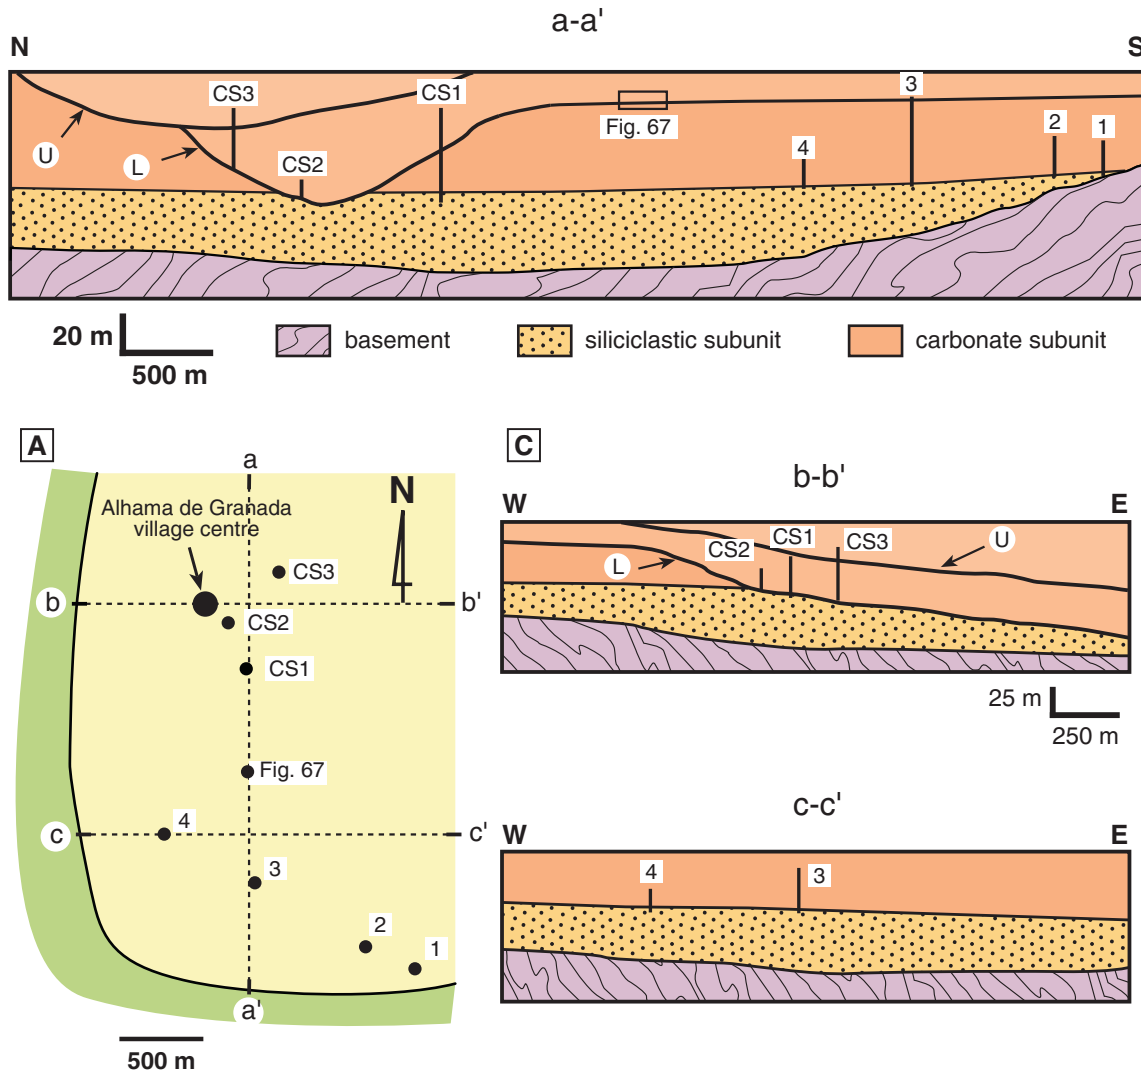 a-a'
N
S
CS3
CS1
3
Fig. 67
U
L
CS2
4
2
1
20 m
500 m
basement
siliciclastic subunit
carbonate subunit
A
a
N
Alhama de Granada
village centre
CS3
b
b'
CS2
CS1
Fig. 67
4
c
c'
3
2
1
a'
500 m
C
b-b'
W
E
CS2
CS1
CS3
U
L
25 m
250 m
c-c'
W
E
4
3